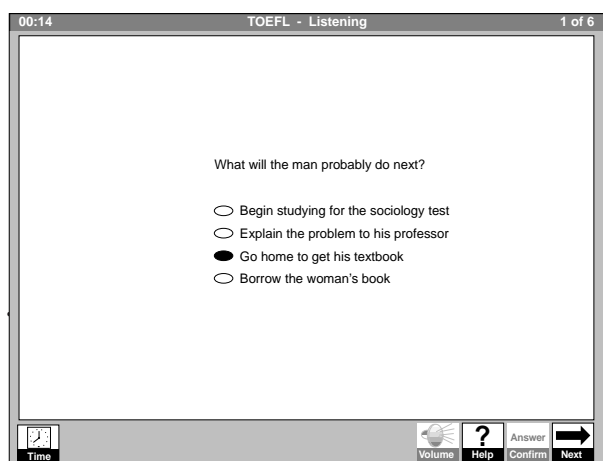 00:14 TOEFL - Listening 1 of 6
What will the man probably do next?
Begin studying for the sociology test
Explain the problem to his professor
Go home to get his textbook
Borrow the woman's book
Time Volume ? Help Answer Confirm Next